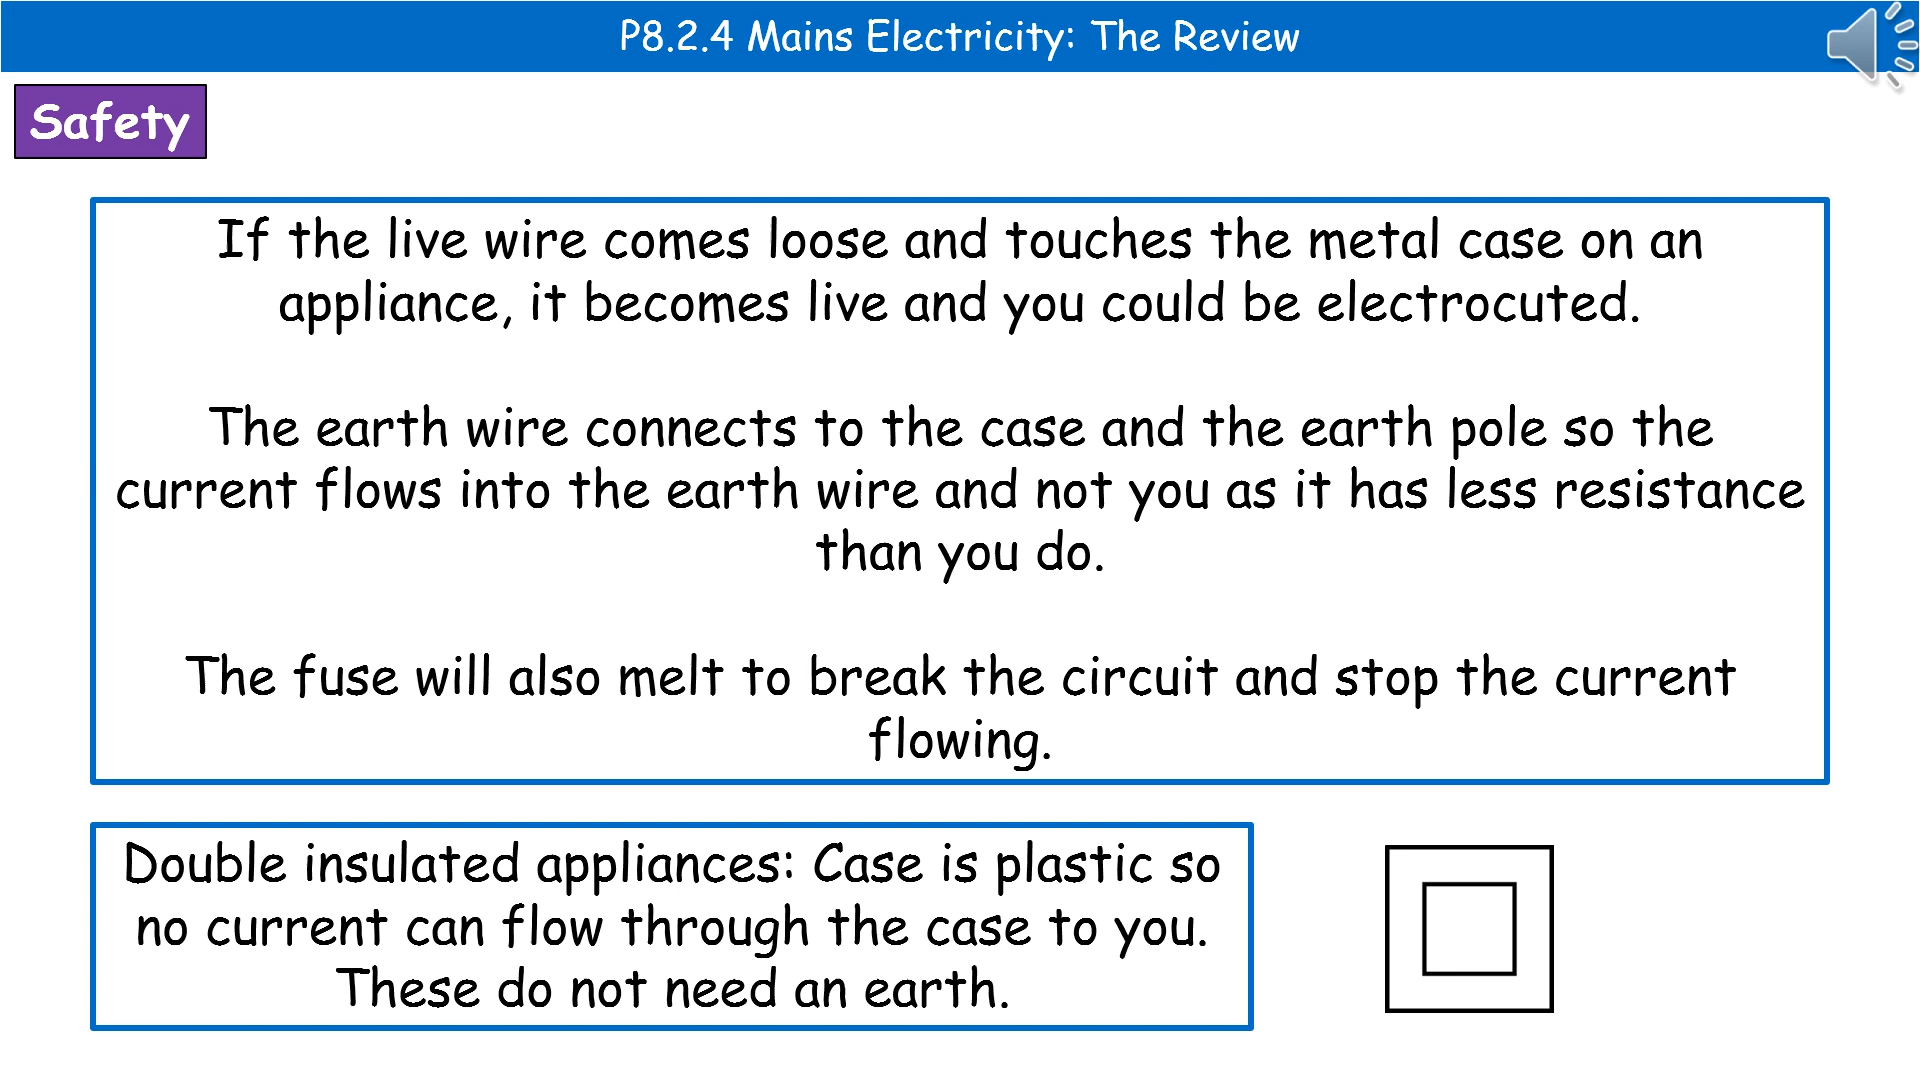 P8.2.4 Mains Electricity: The Review
Safety
If the live wire comes loose and touches the metal case on an
appliance, it becomes live and you could be electrocuted.
The earth wire connects to the case and the earth pole so the
current flows into the earth wire and not you as it has less resistance
than you do.
The fuse will also melt to break the circuit and stop the current
flowing.
Double insulated appliances: Case is plastic so
no current can flow through the case to you.
These do not need an earth.